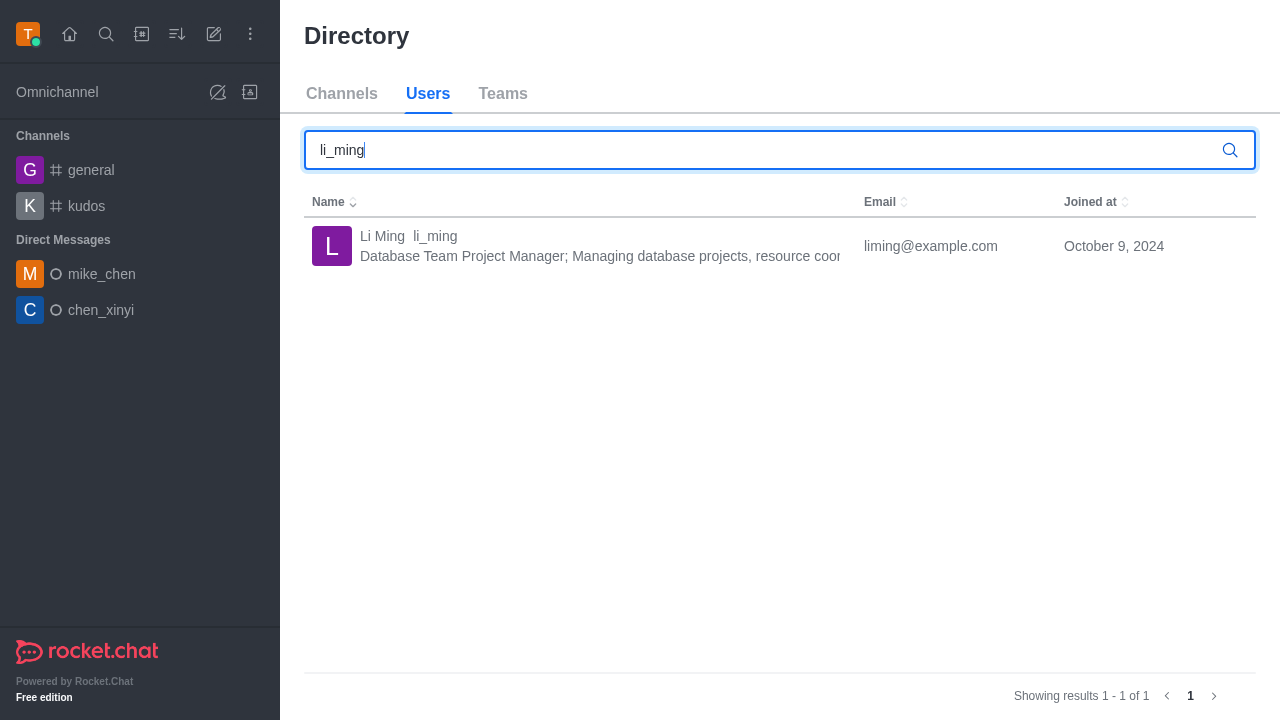 T
Directory
Omnichannel
Channels Users Teams
Channels
G general
K kudos
Direct Messages
M mike_chen
C chen_xinyi
li_ming
Name Email Joined at
L
Li Ming li_ming
Database Team Project Manager; Managing database projects, resource coor
liming@example.com
October 9, 2024
rocket.chat
Powered by Rocket.Chat
Free edition
Showing results 1 - 1 of 1
1